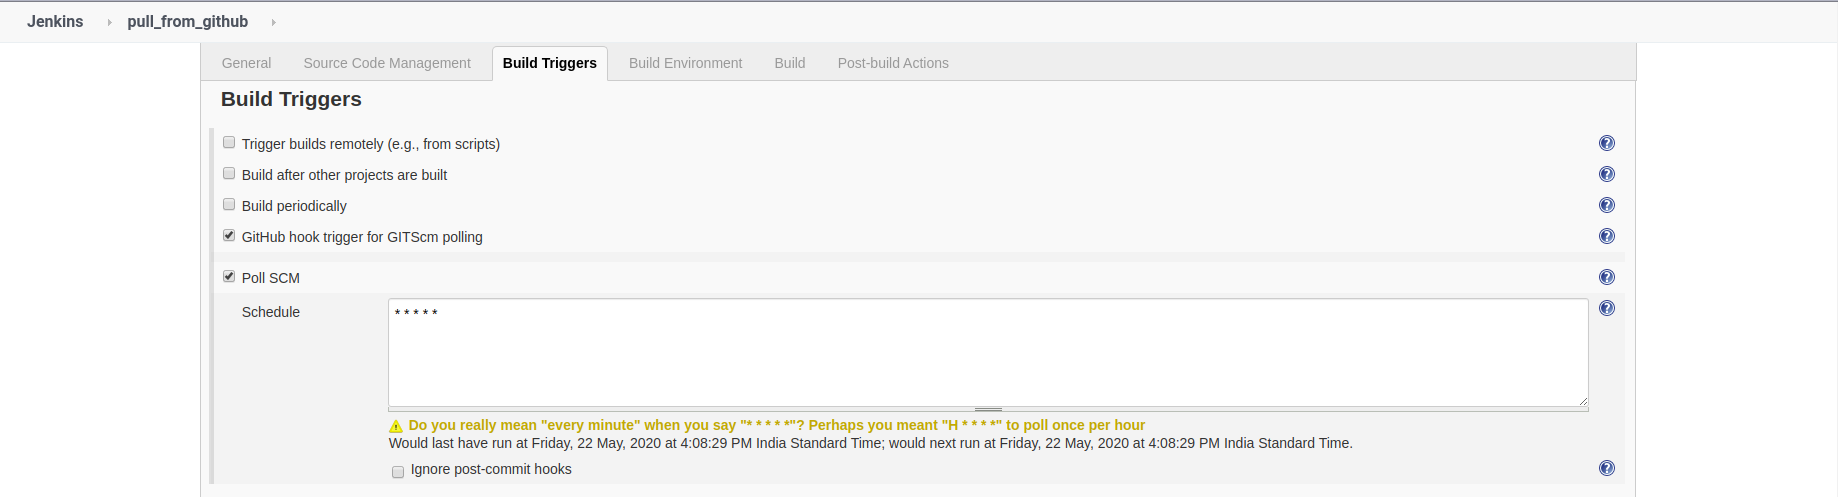 Jenkins pull_from_github
General Source Code Management Build Triggers Build Environment Build Post-build Actions
Build Triggers
Trigger builds remotely (e.g., from scripts)
Build after other projects are built
Build periodically
GitHub hook trigger for GITScm polling
Poll SCM
Schedule * * * * *
Do you really mean "every minute" when you say "* * * * *"? Perhaps you meant "H * * * *" to poll once per hour
Would last have run at Friday, 22 May, 2020 at 4:08:29 PM India Standard Time; would next run at Friday, 22 May, 2020 at 4:08:29 PM India Standard Time.
Ignore post-commit hooks